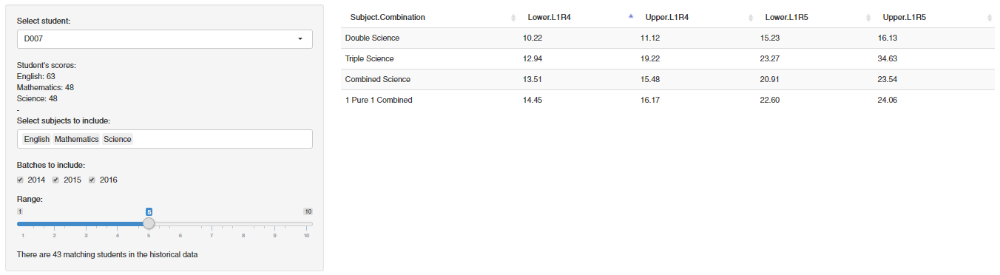 Select student:
D007
Student's scores:
English: 63
Mathematics: 48
Science: 48
-
Select subjects to include:
English Mathematics Science
Batches to include:
2014 2015 2016
Range:
1 5 10
1 2 3 4 5 6 7 8 9 10
There are 43 matching students in the historical data
Subject.Combination Lower.L1R4 Upper.L1R4 Lower.L1R5 Upper.L1R5
Double Science 10.22 11.12 15.23 16.13
Triple Science 12.94 19.22 23.27 34.63
Combined Science 13.51 15.48 20.91 23.54
1 Pure 1 Combined 14.45 16.17 22.60 24.06